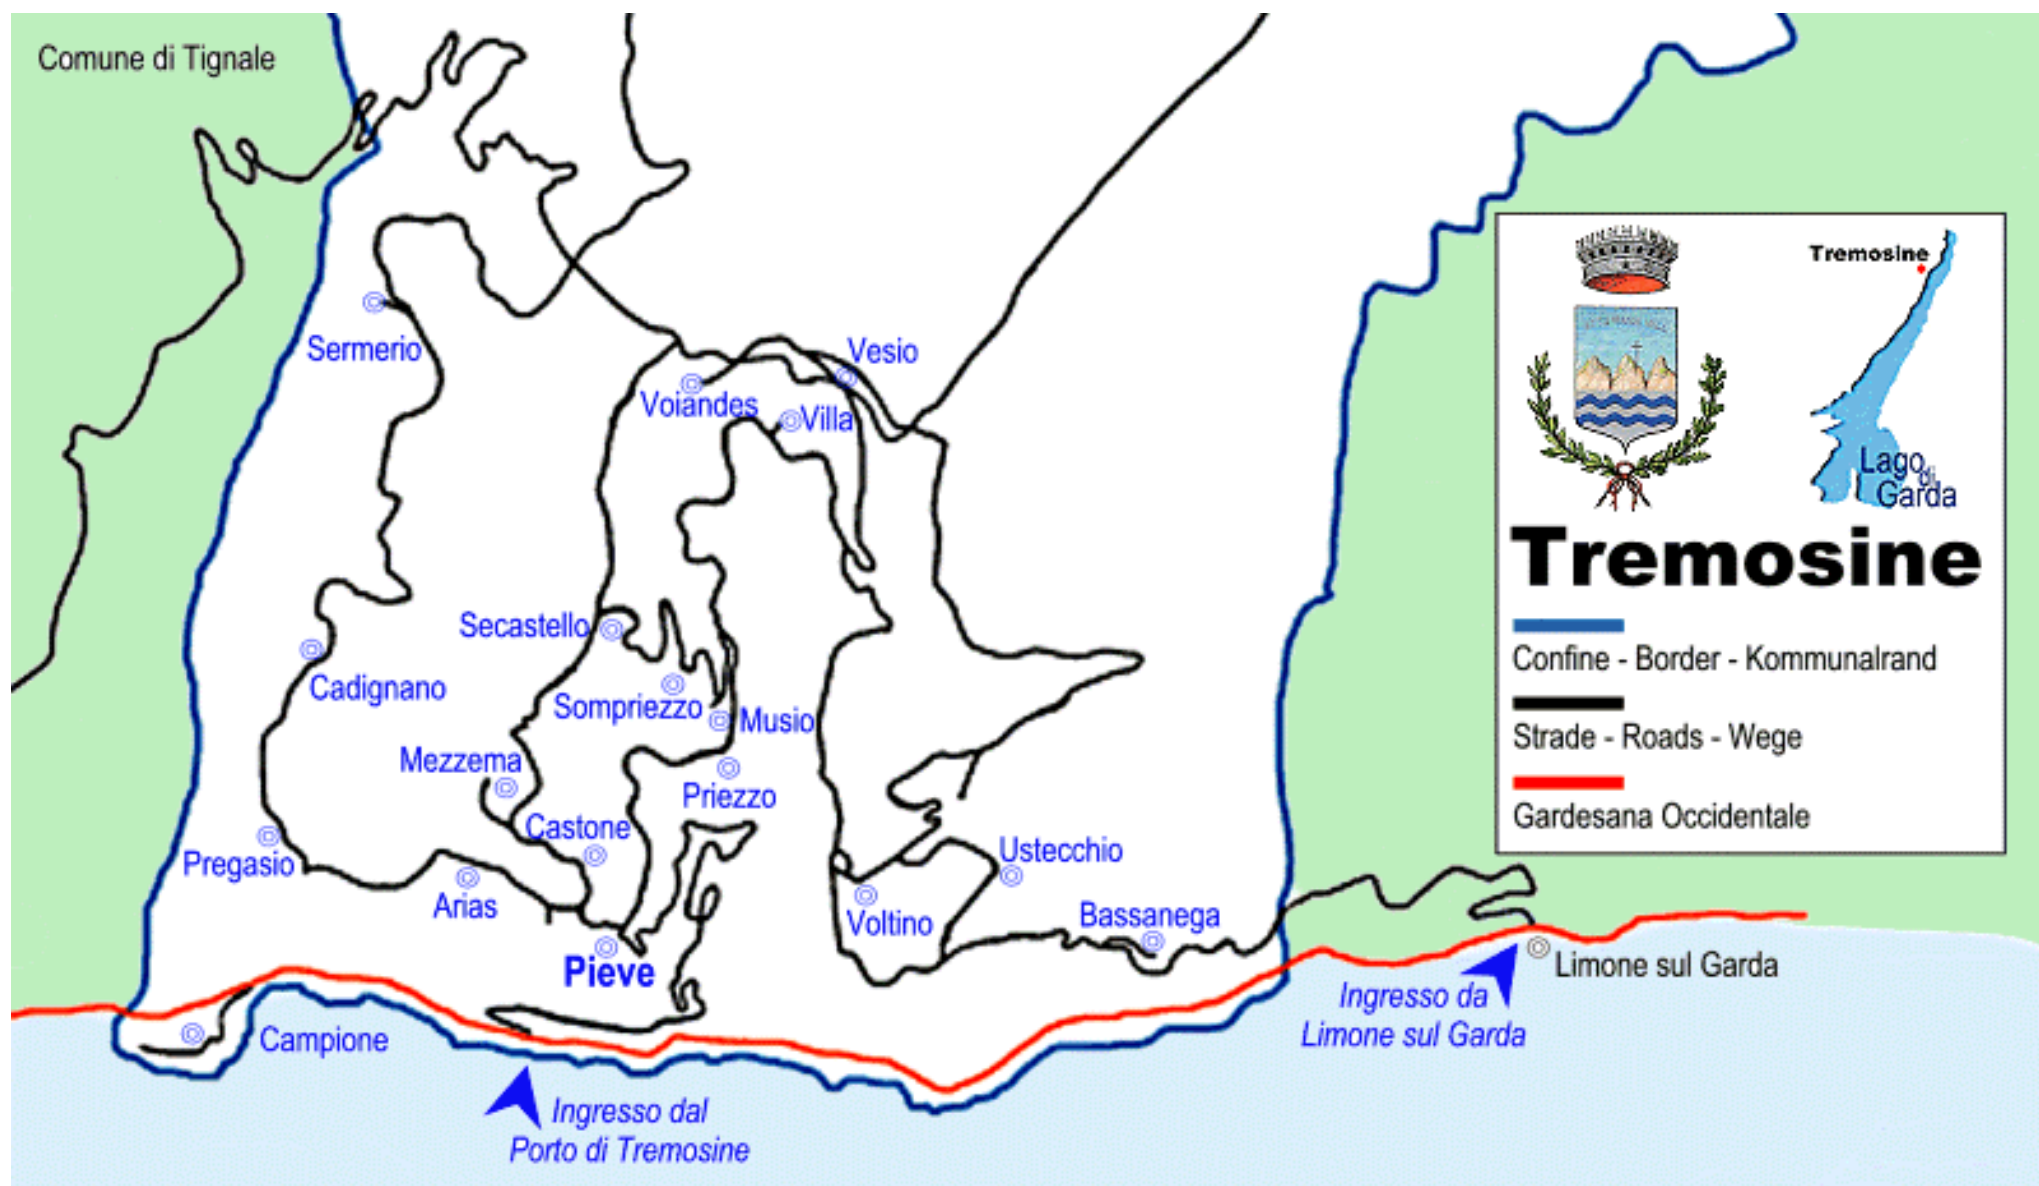 Comune di Tignale
Tremosine
Lago
di
Garda
Tremosine
Confine - Border - Kommunalrand
Strade - Roads - Wege
Gardesana Occidentale
Sermerio
Vesio
Voiandes
Villa
Secastello
Cadignano
Sompriezzo
Musio
Mezzema
Priezzo
Castone
Pregasio
Arias
Ustecchio
Voltino
Bassanega
Pieve
Limone sul Garda
Ingresso da
Limone sul Garda
Campione
Ingresso dal
Porto di Tremosine